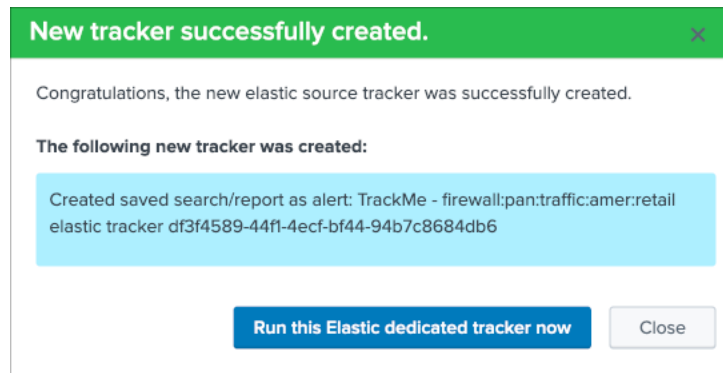 New tracker successfully created.
×
Congratulations, the new elastic source tracker was successfully created.
The following new tracker was created:
Created saved search/report as alert: TrackMe - firewall:pan:traffic:amer:retail
elastic tracker df3f4589-44f1-4ecf-bf44-94b7c8684db6
Run this Elastic dedicated tracker now
Close